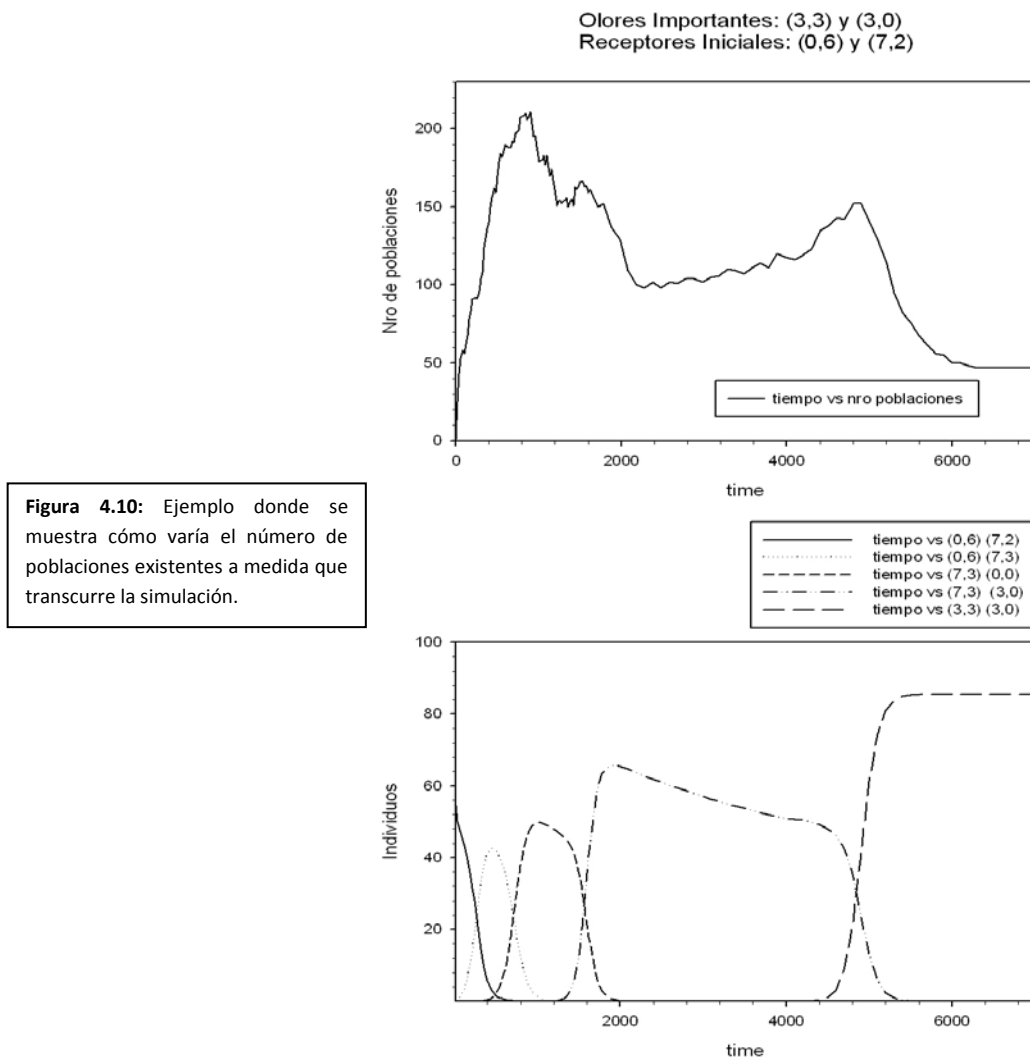 Olores Importantes: (3,3) y (3,0)
Receptores Iniciales: (0,6) y (7,2)
200
150
100
50
0
Nro de poblaciones
tiempo vs nro poblaciones
0
2000
4000
6000
time
Figura 4.10: Ejemplo donde se
muestra cómo varía el número de
poblaciones existentes a medida que
transcurre la simulación.
tiempo vs (0,6) (7,2)
tiempo vs (0,6) (7,3)
tiempo vs (7,3) (0,0)
tiempo vs (7,3) (3,0)
tiempo vs (3,3) (3,0)
100
80
60
40
20
Individuos
2000
4000
6000
time